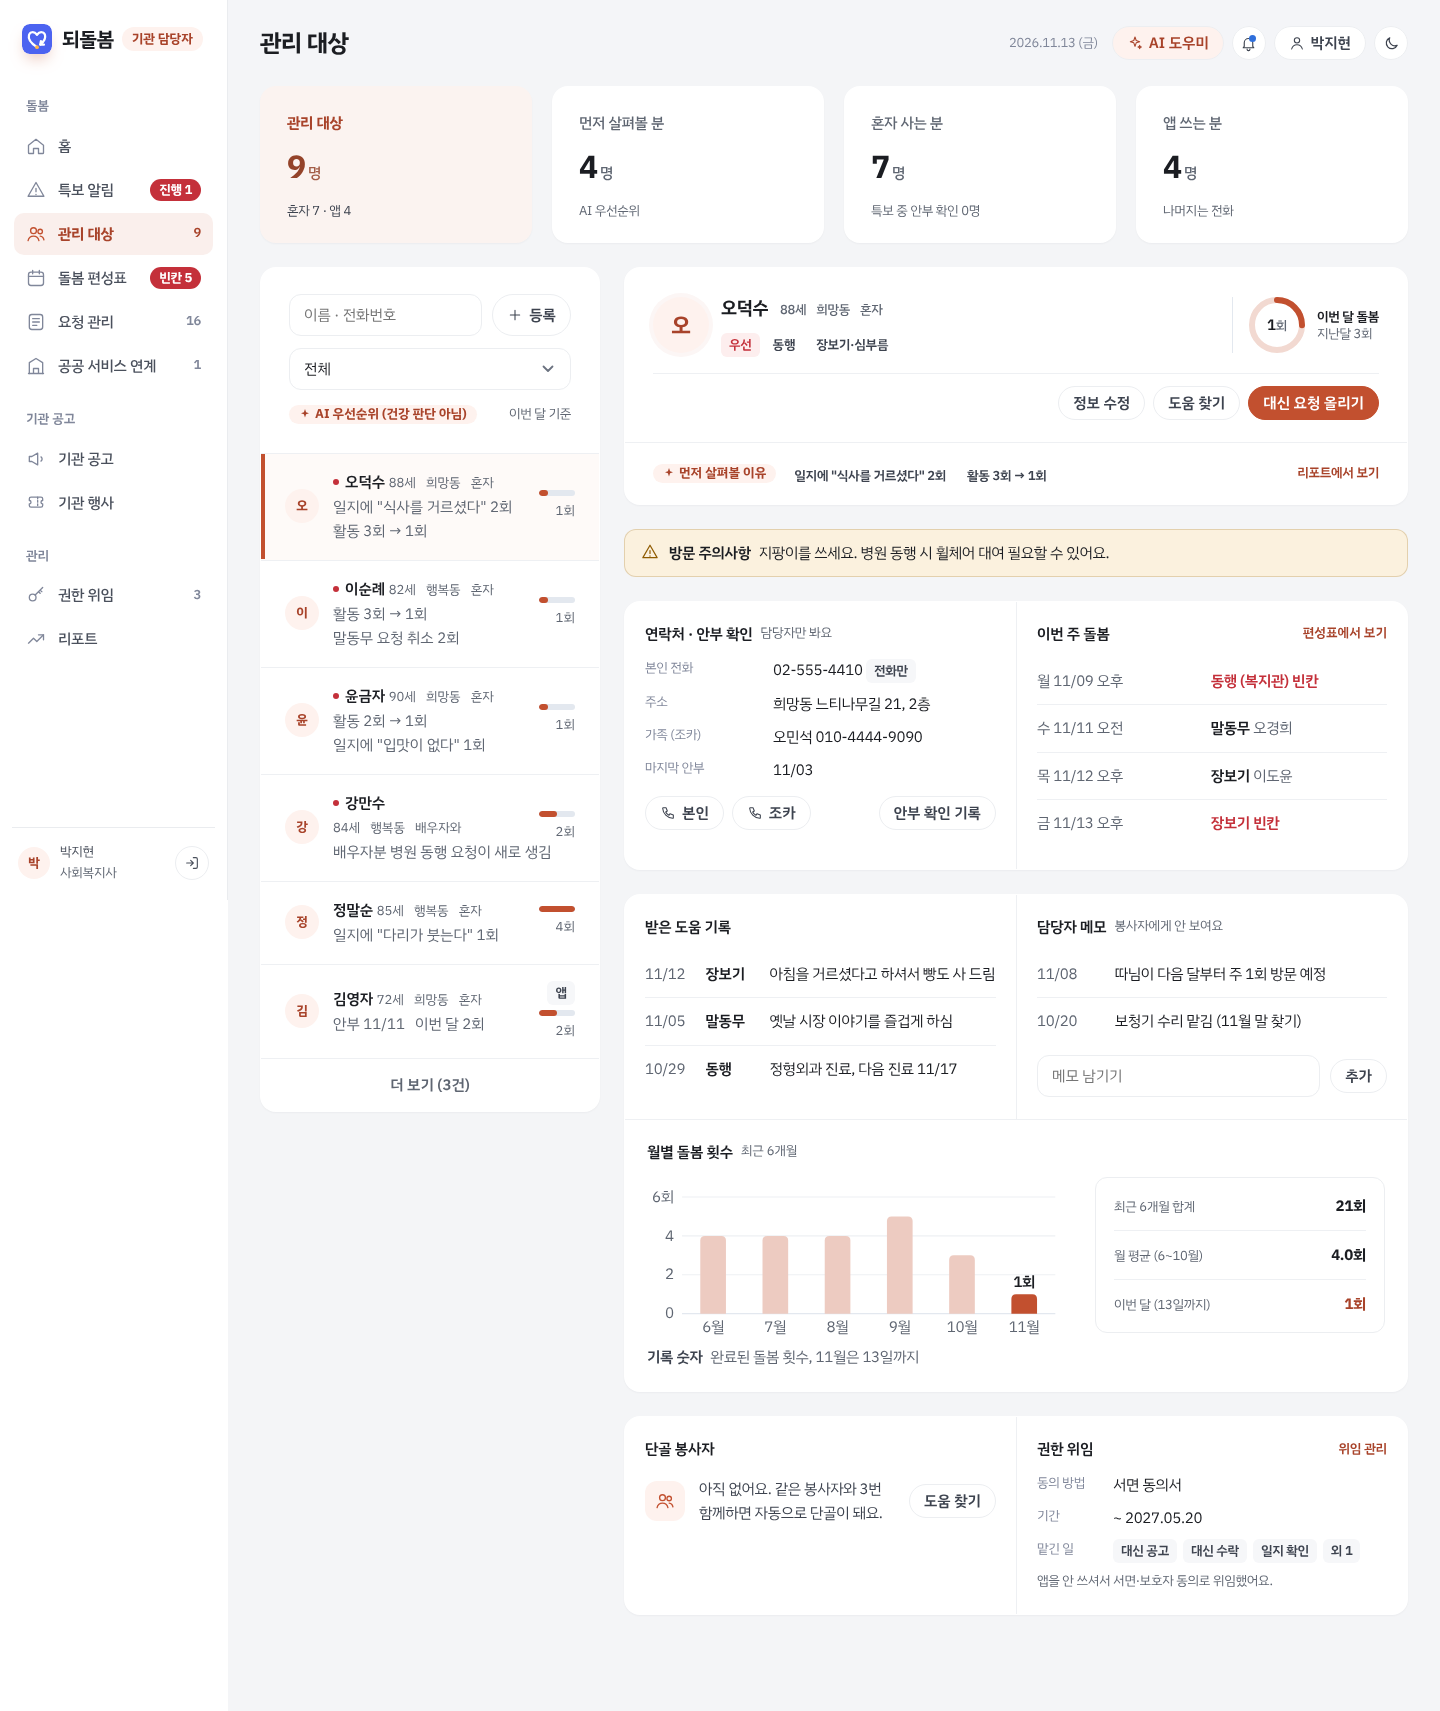 되돌봄 기관 담당자
돌봄
홈
특보 알림 진행 1
관리 대상 9
돌봄 편성표 빈칸 5
요청 관리 16
공공 서비스 연계 1
기관 공고
기관 공고
기관 행사
관리
권한 위임 3
리포트
박 박지현
사회복지사
관리 대상
2026.11.13 (금) AI 도우미 박지현
관리 대상
9명
혼자 7 · 앱 4
먼저 살펴볼 분
4명
AI 우선순위
혼자 사는 분
7명
특보 중 안부 확인 0명
앱 쓰는 분
4명
나머지는 전화
이름 · 전화번호 + 등록
전체
AI 우선순위 (건강 판단 아님) 이번 달 기준
오 오덕수 88세 희망동 혼자
일지에 "식사를 거르셨다" 2회
활동 3회 → 1회
1회
이 이순례 82세 행복동 혼자
활동 3회 → 1회
말동무 요청 취소 2회
1회
윤 윤금자 90세 희망동 혼자
활동 2회 → 1회
일지에 "입맛이 없다" 1회
1회
강 강만수
84세 행복동 배우자와
배우자분 병원 동행 요청이 새로 생김
2회
정 정말순 85세 행복동 혼자
일지에 "다리가 붓는다" 1회
4회
김 김영자 72세 희망동 혼자
안부 11/11 이번 달 2회
앱
2회
더 보기 (3건)
오 오덕수 88세 희망동 혼자
우선 동행 장보기·심부름
1회 이번 달 돌봄
지난달 3회
정보 수정 도움 찾기 대신 요청 올리기
먼저 살펴볼 이유 일지에 "식사를 거르셨다" 2회 활동 3회 → 1회 리포트에서 보기
방문 주의사항 지팡이를 쓰세요. 병원 동행 시 휠체어 대여 필요할 수 있어요.
연락처 · 안부 확인 담당자만 봐요
본인 전화 02-555-4410 전화만
주소 희망동 느티나무길 21, 2층
가족 (조카) 오민석 010-4444-9090
마지막 안부 11/03
본인 조카 안부 확인 기록
이번 주 돌봄 편성표에서 보기
월 11/09 오후 동행 (복지관) 빈칸
수 11/11 오전 말동무 오경희
목 11/12 오후 장보기 이도윤
금 11/13 오후 장보기 빈칸
받은 도움 기록
11/12 장보기 아침을 거르셨다고 하셔서 빵도 사 드림
11/05 말동무 옛날 시장 이야기를 즐겁게 하심
10/29 동행 정형외과 진료, 다음 진료 11/17
담당자 메모 봉사자에게 안 보여요
11/08 따님이 다음 달부터 주 1회 방문 예정
10/20 보청기 수리 맡김 (11월 말 찾기)
메모 남기기 추가
월별 돌봄 횟수 최근 6개월
6회
4
2
0
1회
6월 7월 8월 9월 10월 11월
기록 숫자 완료된 돌봄 횟수, 11월은 13일까지
최근 6개월 합계 21회
월 평균 (6~10월) 4.0회
이번 달 (13일까지) 1회
단골 봉사자
아직 없어요. 같은 봉사자와 3번
함께하면 자동으로 단골이 돼요.
도움 찾기
권한 위임 위임 관리
동의 방법 서면 동의서
기간 ~ 2027.05.20
맡긴 일 대신 공고 대신 수락 일지 확인 외 1
앱을 안 쓰셔서 서면·보호자 동의로 위임했어요.